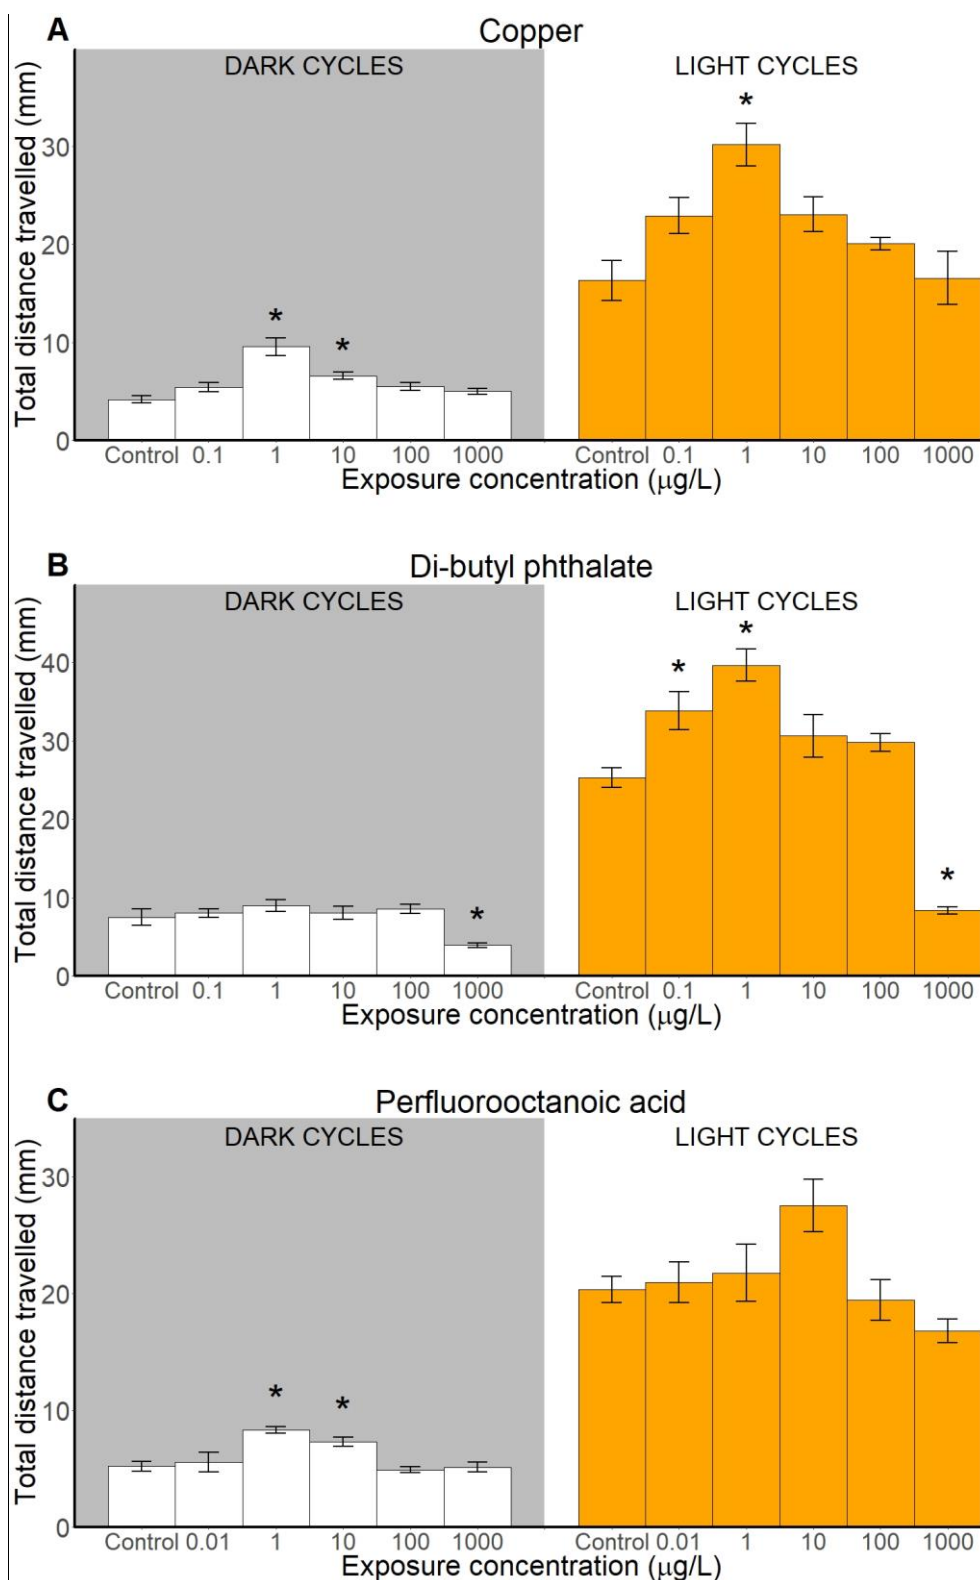 A
Copper
DARK CYCLES
LIGHT CYCLES
Total distance travelled (mm)
30
20
10
0
* * *
Control 0.1 1 10 100 1000
Control 0.1 1 10 100 1000
Exposure concentration (μg/L)
B
Di-butyl phthalate
DARK CYCLES
LIGHT CYCLES
Total distance travelled (mm)
40
30
20
10
0
* * * *
Control 0.1 1 10 100 1000
Control 0.1 1 10 100 1000
Exposure concentration (μg/L)
C
Perfluorooctanoic acid
DARK CYCLES
LIGHT CYCLES
Total distance travelled (mm)
30
20
10
0
* *
Control 0.01 1 10 100 1000
Control 0.01 1 10 100 1000
Exposure concentration (μg/L)